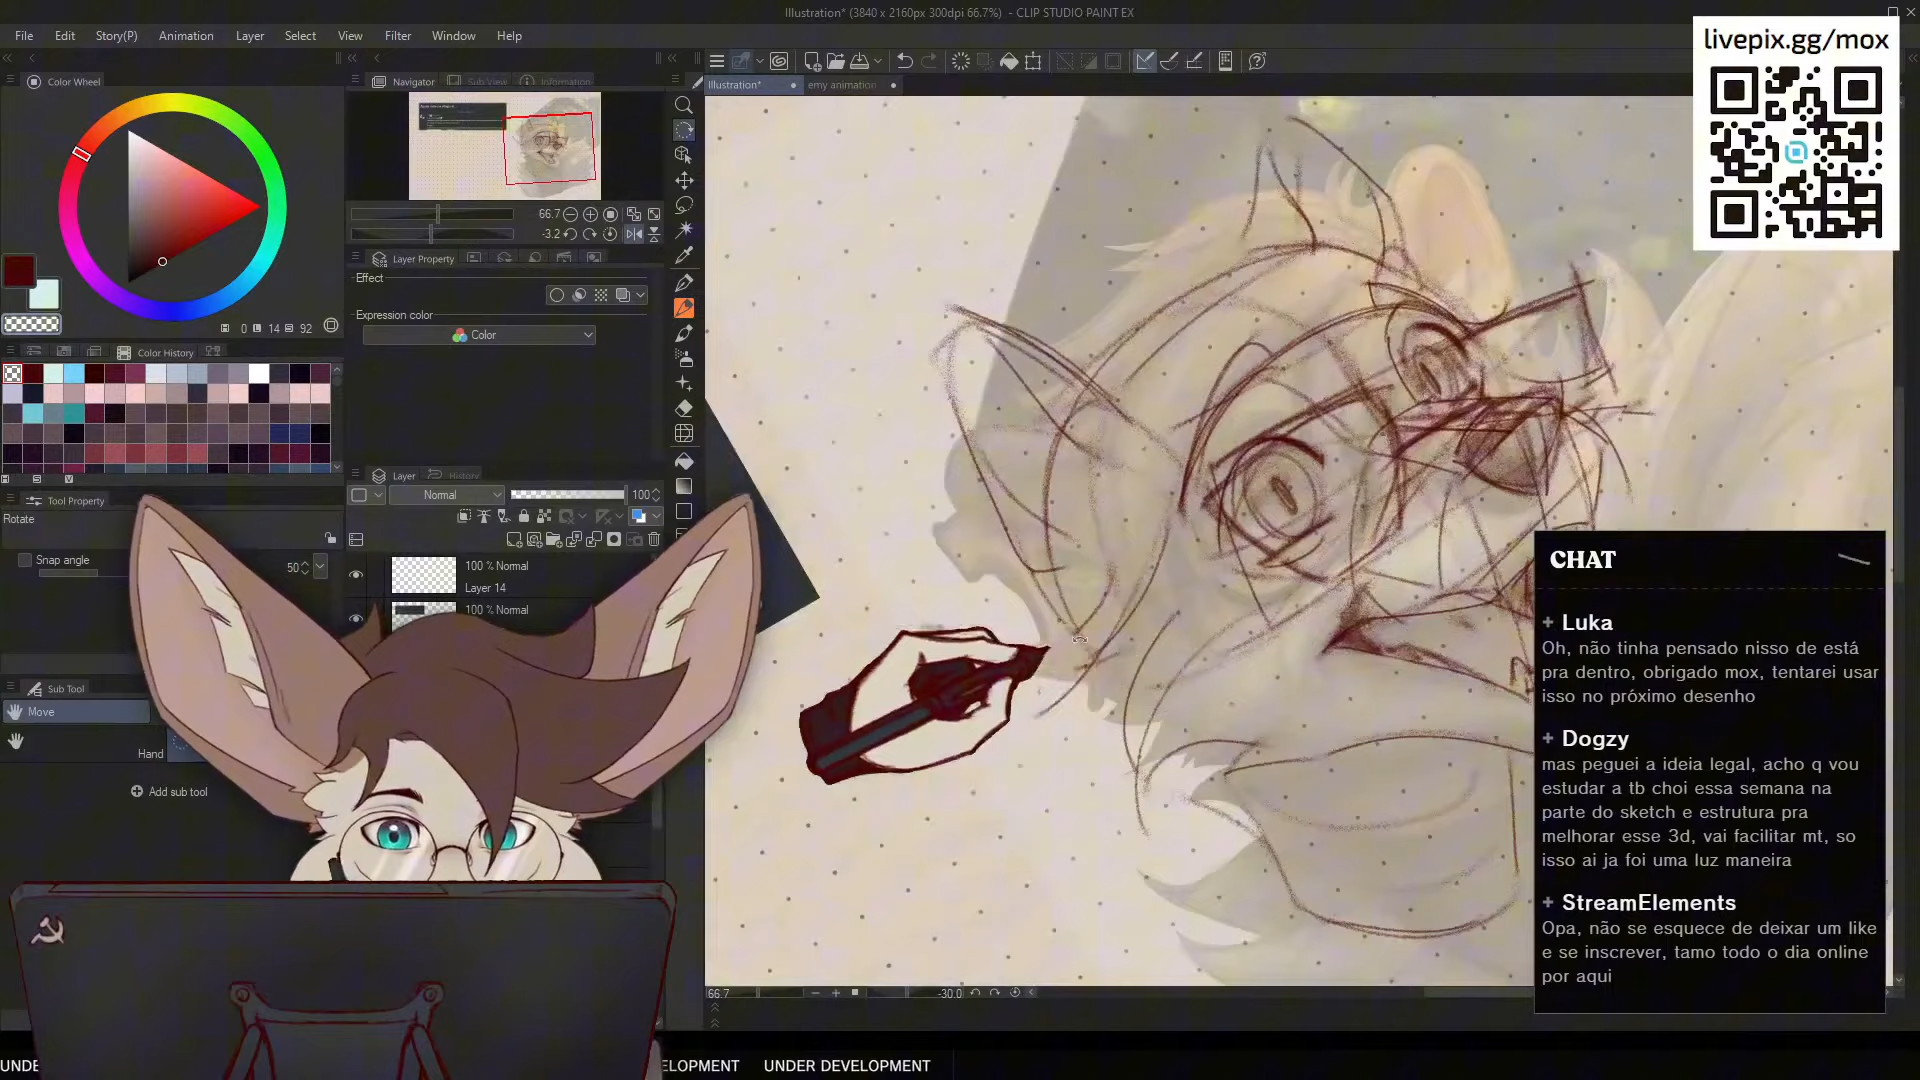 Illustration* (3840 x 2160px 300dpi 66.7%) - CLIP STUDIO PAINT EX
File Edit Story(P) Animation Layer Select View Filter Window Help
livepix.gg/mox
Color Wheel
Navigator Sub View Information
Illustration* emy animation
66.7
-3.2
Layer Property
Effect
Expression color
Color
H 0 L 14 S 92
Color History
H S V
Tool Property
Rotate
Snap angle
50
Layer History
Normal 100
100 % Normal
Layer 14
100 % Normal
Sub Tool
Move
Hand
Add sub tool
66.7 -30.0
CHAT
+ Luka
Oh, não tinha pensado nisso de está
pra dentro, obrigado mox, tentarei usar
isso no próximo desenho
+ Dogzy
mas peguei a ideia legal, acho q vou
estudar a tb choi essa semana na
parte do sketch e estrutura pra
melhorar esse 3d, vai facilitar mt, so
isso ai ja foi uma luz maneira
+ StreamElements
Opa, não se esquece de deixar um like
e se inscrever, tamo todo o dia online
por aqui
UNDE ELOPMENT UNDER DEVELOPMENT